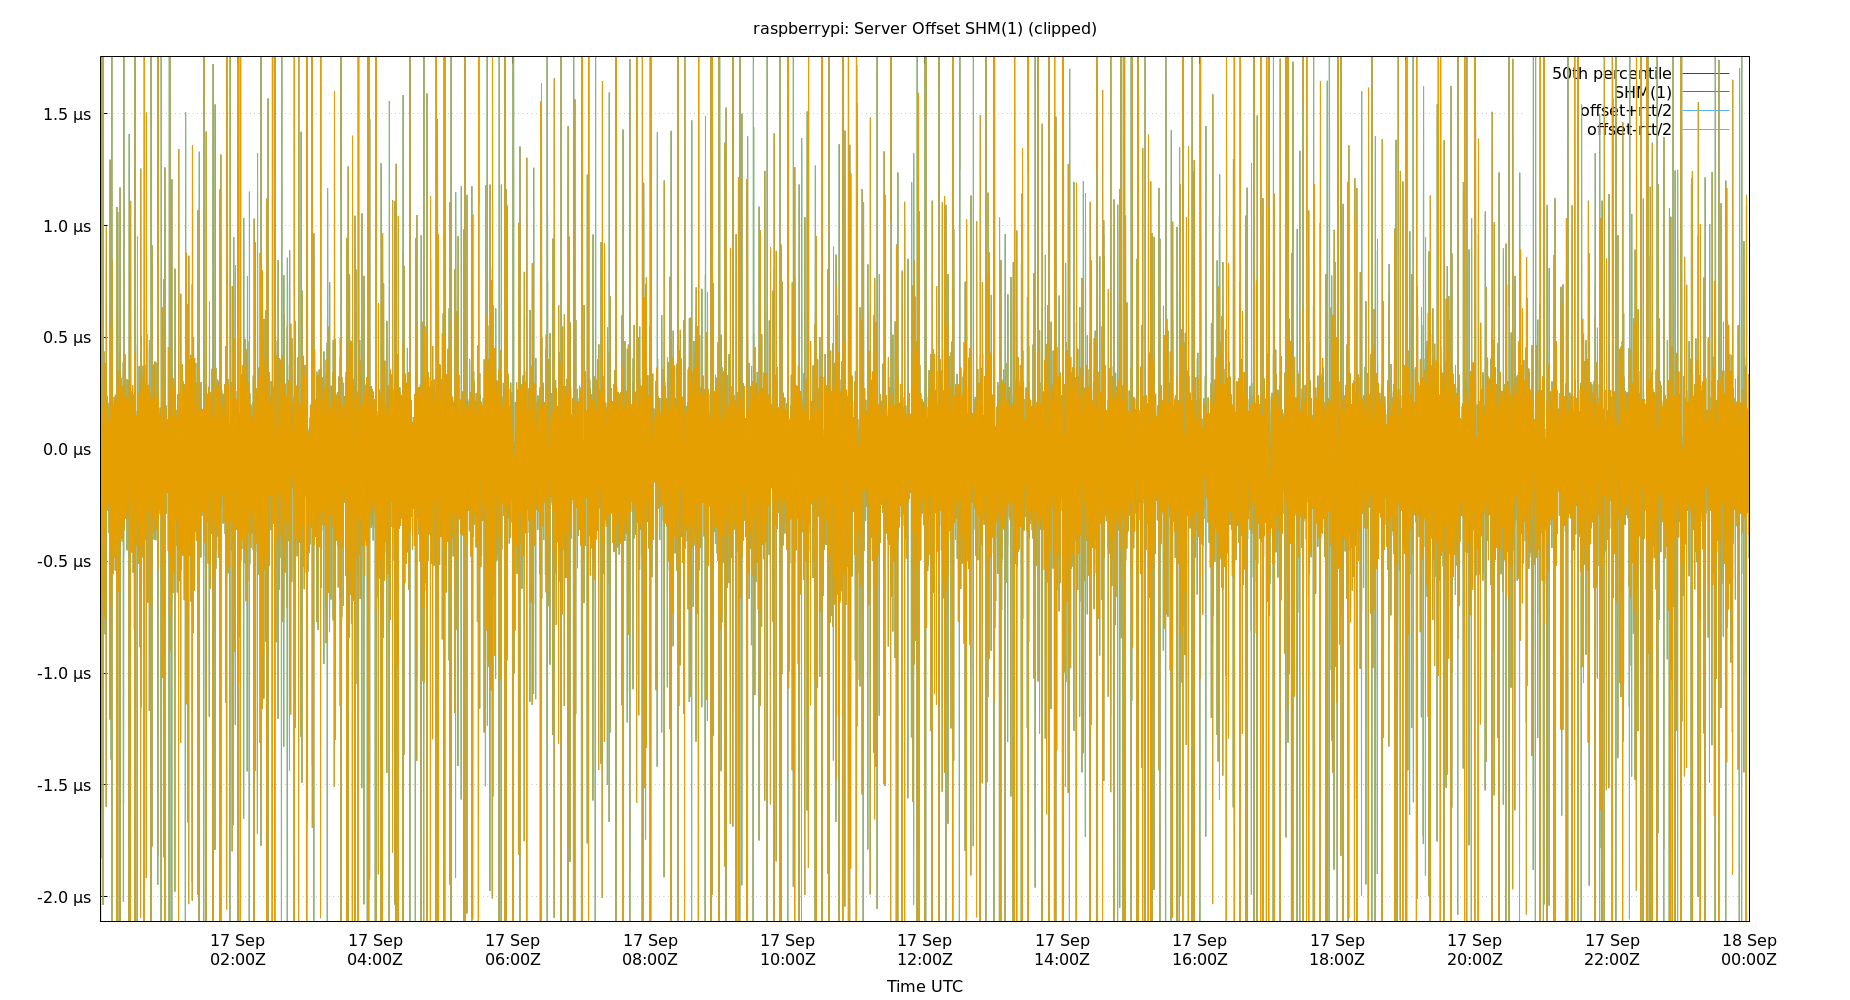 raspberrypi: Server Offset SHM(1) (clipped)
50th percentile
SHM(1)
offset+rtt/2
offset-rtt/2
1.5 µs
1.0 µs
0.5 µs
0.0 µs
-0.5 µs
-1.0 µs
-1.5 µs
-2.0 µs
17 Sep 17 Sep 17 Sep 17 Sep 17 Sep 17 Sep 17 Sep 17 Sep 17 Sep 17 Sep 17 Sep 18 Sep
02:00Z 04:00Z 06:00Z 08:00Z 10:00Z 12:00Z 14:00Z 16:00Z 18:00Z 20:00Z 22:00Z 00:00Z
Time UTC